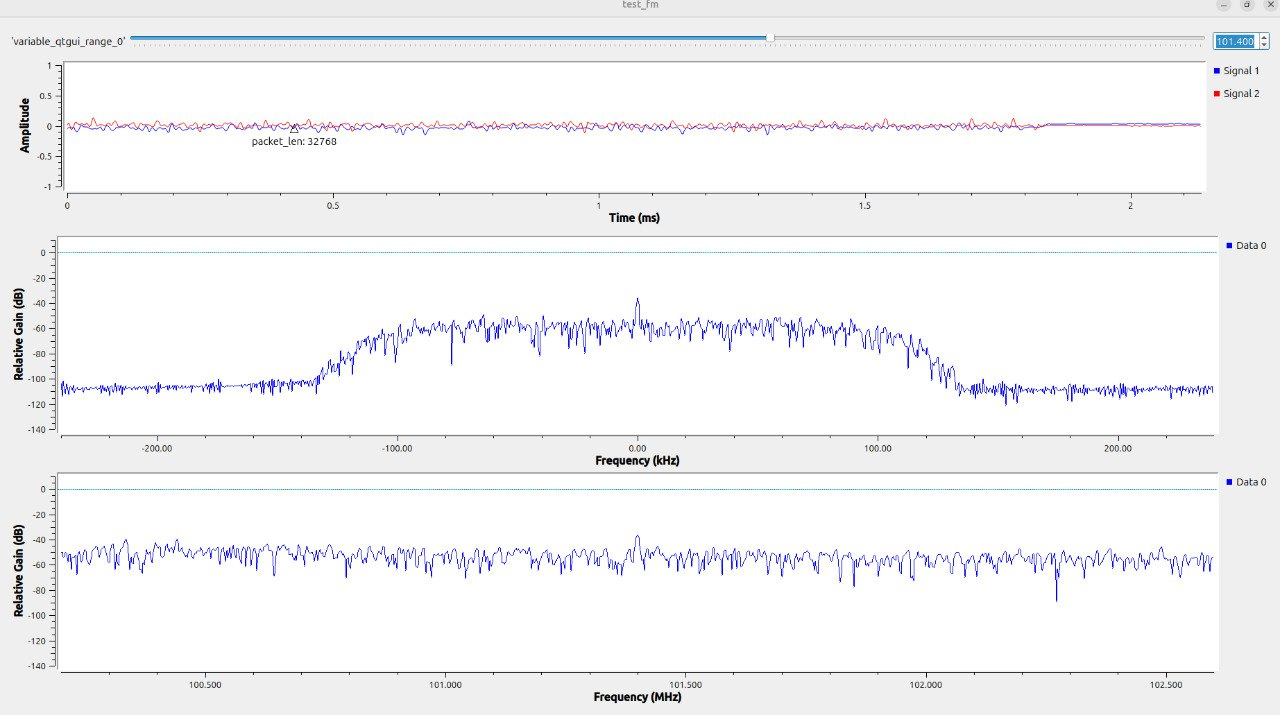 test_fm
'variable_qtgui_range_0'
101.400
1
0.5
0
-0.5
-1
Amplitude
packet_len: 32768
Signal 1
Signal 2
0
0.5
1
1.5
2
Time (ms)
0
-20
-40
-60
-80
-100
-120
-140
Relative Gain (dB)
Data 0
-200.00
-100.00
0.00
100.00
200.00
Frequency (kHz)
0
-20
-40
-60
-80
-100
-120
-140
Relative Gain (dB)
Data 0
100.500
101.000
101.500
102.000
102.500
Frequency (MHz)